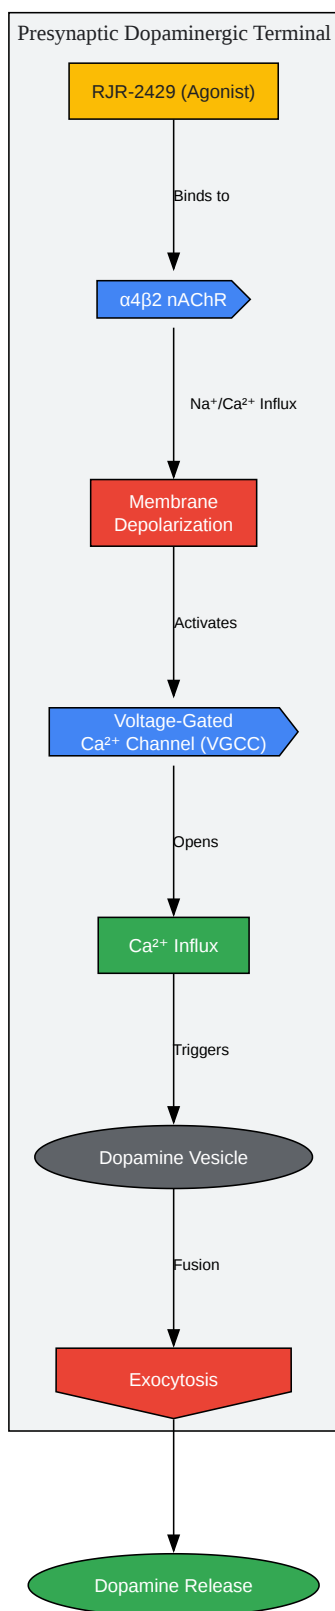 Presynaptic Dopaminergic Terminal
RJR-2429 (Agonist)
Binds to
α4β2 nAChR
Na⁺/Ca²⁺ Influx
Membrane
Depolarization
Activates
Voltage-Gated
Ca²⁺ Channel (VGCC)
Opens
Ca²⁺ Influx
Triggers
Dopamine Vesicle
Fusion
Exocytosis
Dopamine Release